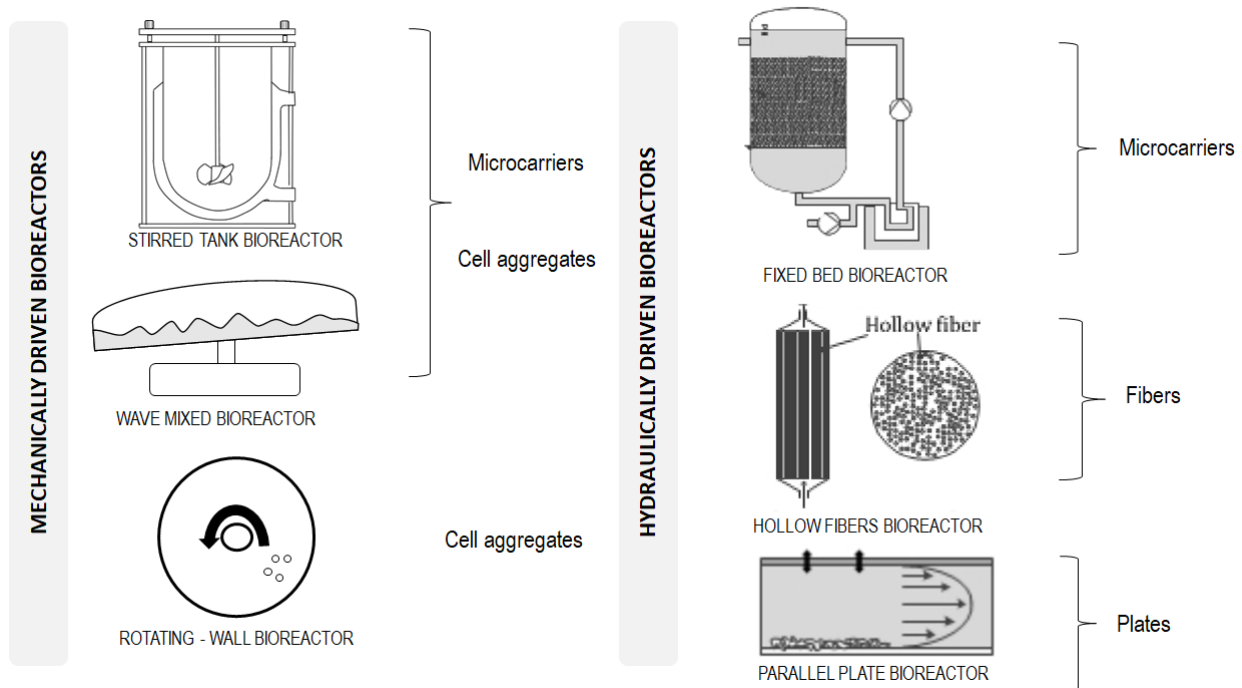 MECHANICALLY DRIVEN BIOREACTORS
STIRRED TANK BIOREACTOR
WAVE MIXED BIOREACTOR
ROTATING - WALL BIOREACTOR
Microcarriers
Cell aggregates
Cell aggregates
HYDRAULICALLY DRIVEN BIOREACTORS
FIXED BED BIOREACTOR
Microcarriers
Hollow fiber
HOLLOW FIBERS BIOREACTOR
Fibers
PARALLEL PLATE BIOREACTOR
Plates